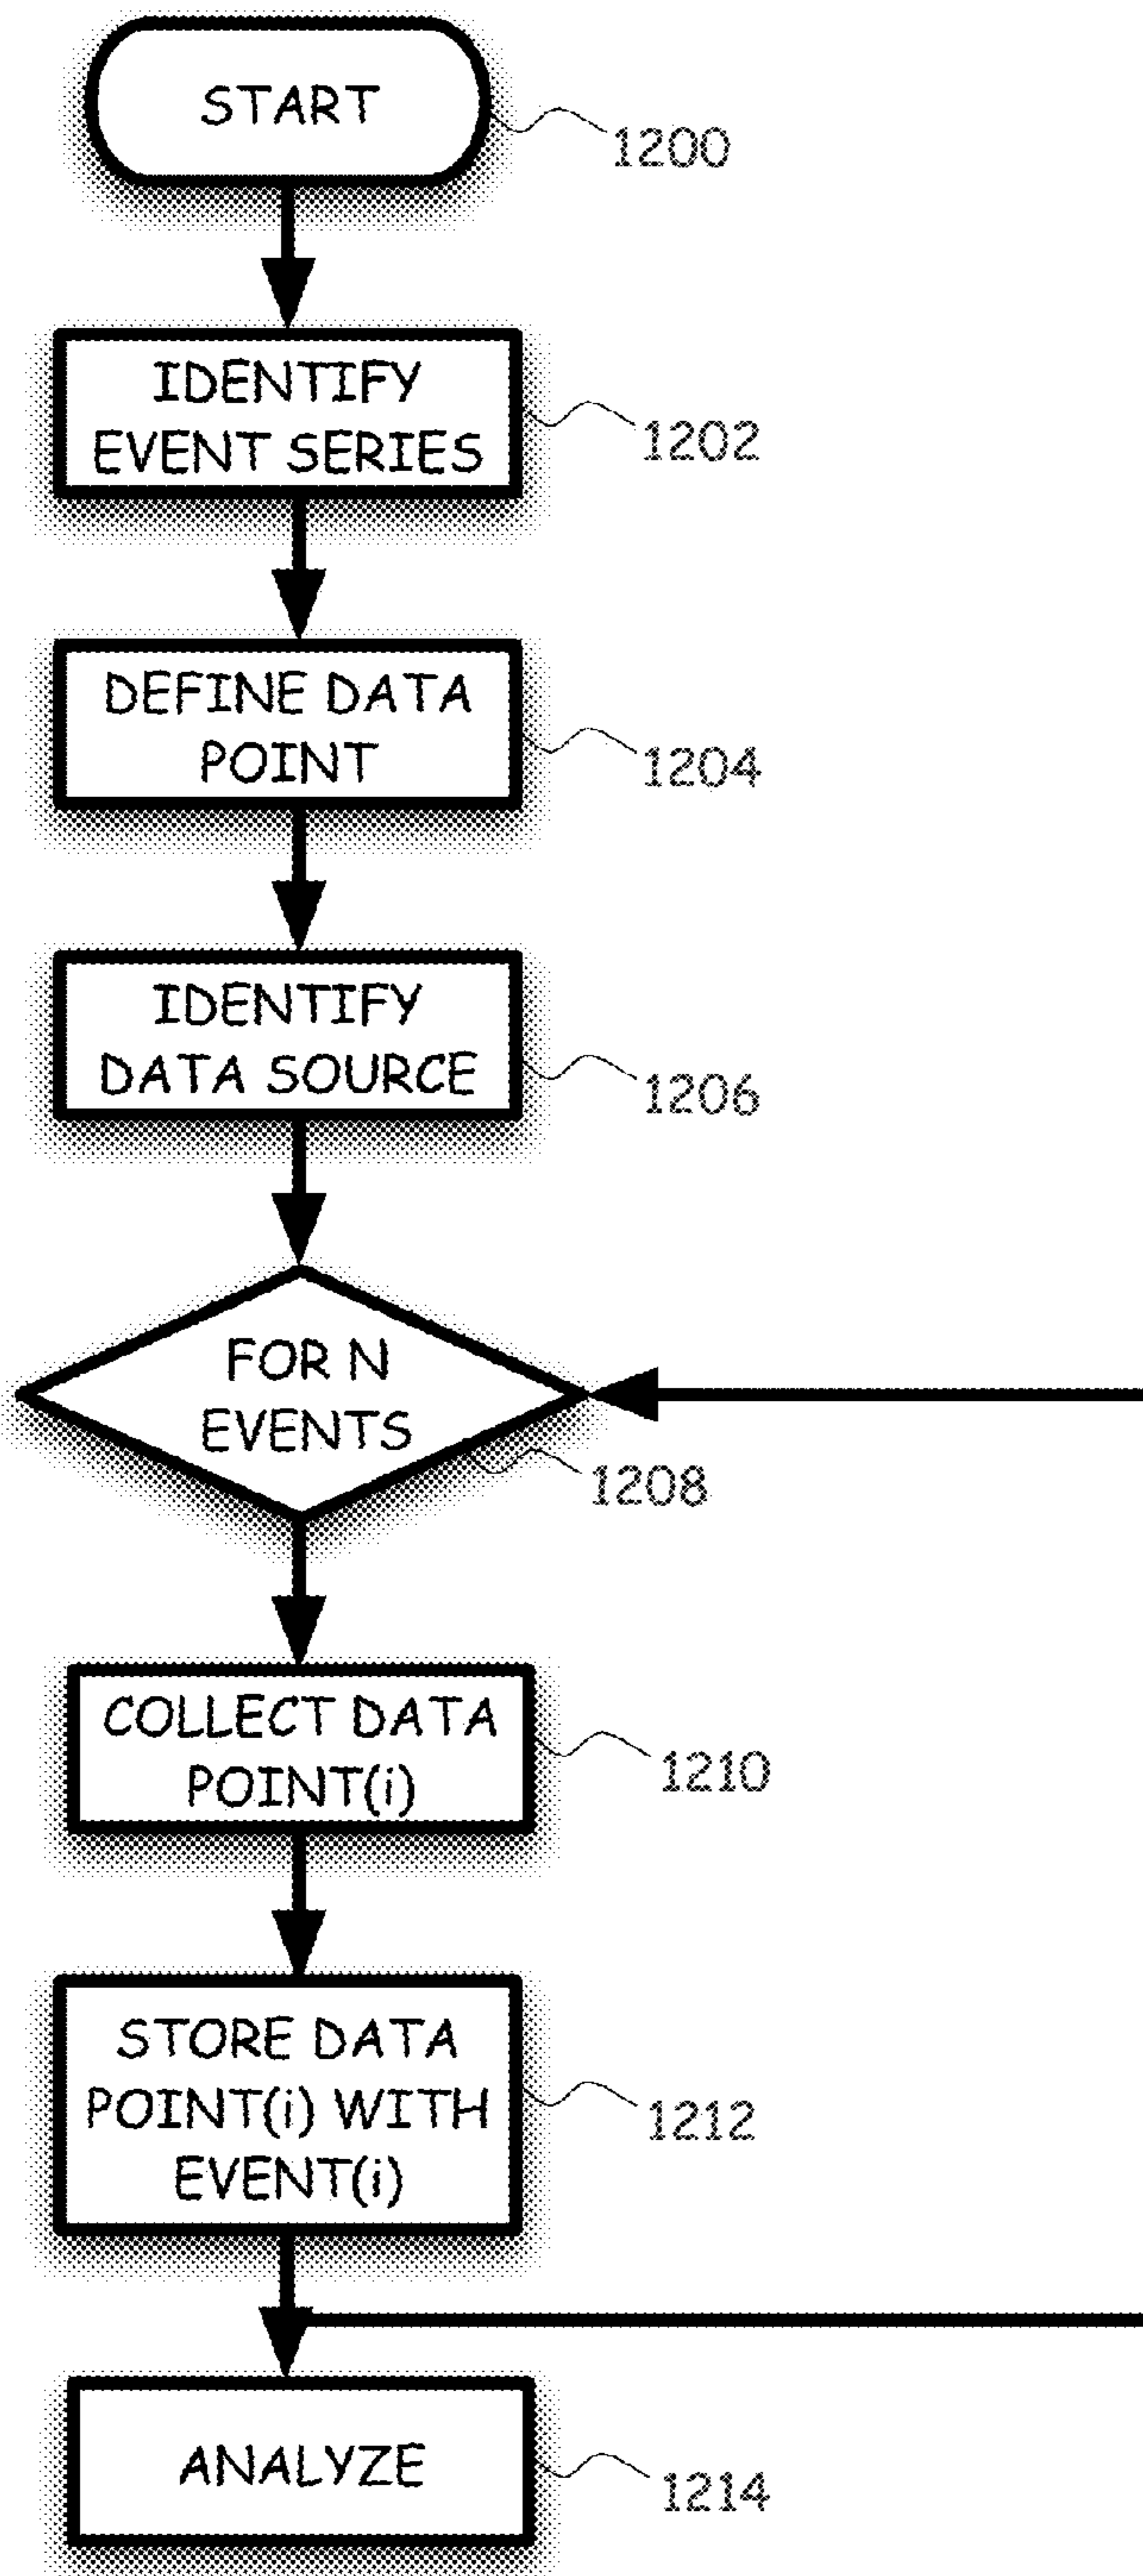 START
1200
IDENTIFY
EVENT SERIES
1202
DEFINE DATA
POINT
1204
IDENTIFY
DATA SOURCE
1206
FOR N
EVENTS
1208
COLLECT DATA
POINT(i)
1210
STORE DATA
POINT(i) WITH
EVENT(i)
1212
ANALYZE
1214